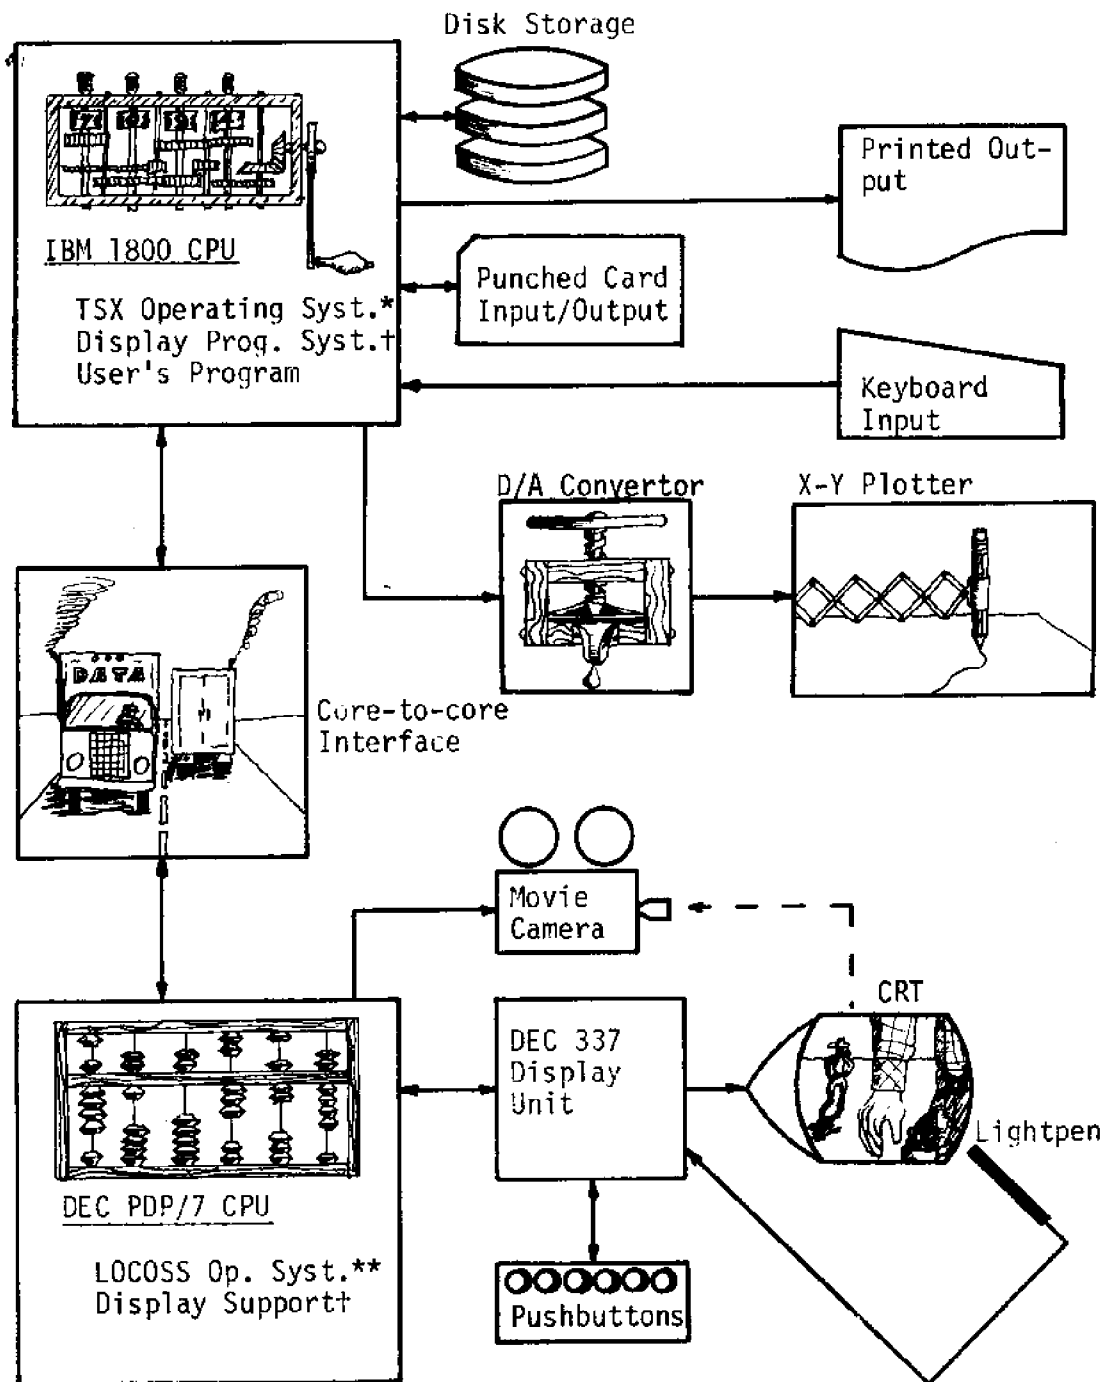 Disk Storage
Printed Out-
put
IBM 1800 CPU
Punched Card
Input/Output
TSX Operating Syst.*
Display Prog. Syst.†
User's Program
Keyboard
Input
D/A Convertor
X-Y Plotter
DATA
Core-to-core
Interface
Movie
Camera
CRT
DEC 337
Display
Unit
Lightpen
DEC PDP/7 CPU
LOCOSS Op. Syst.**
Display Support†
Pushbuttons